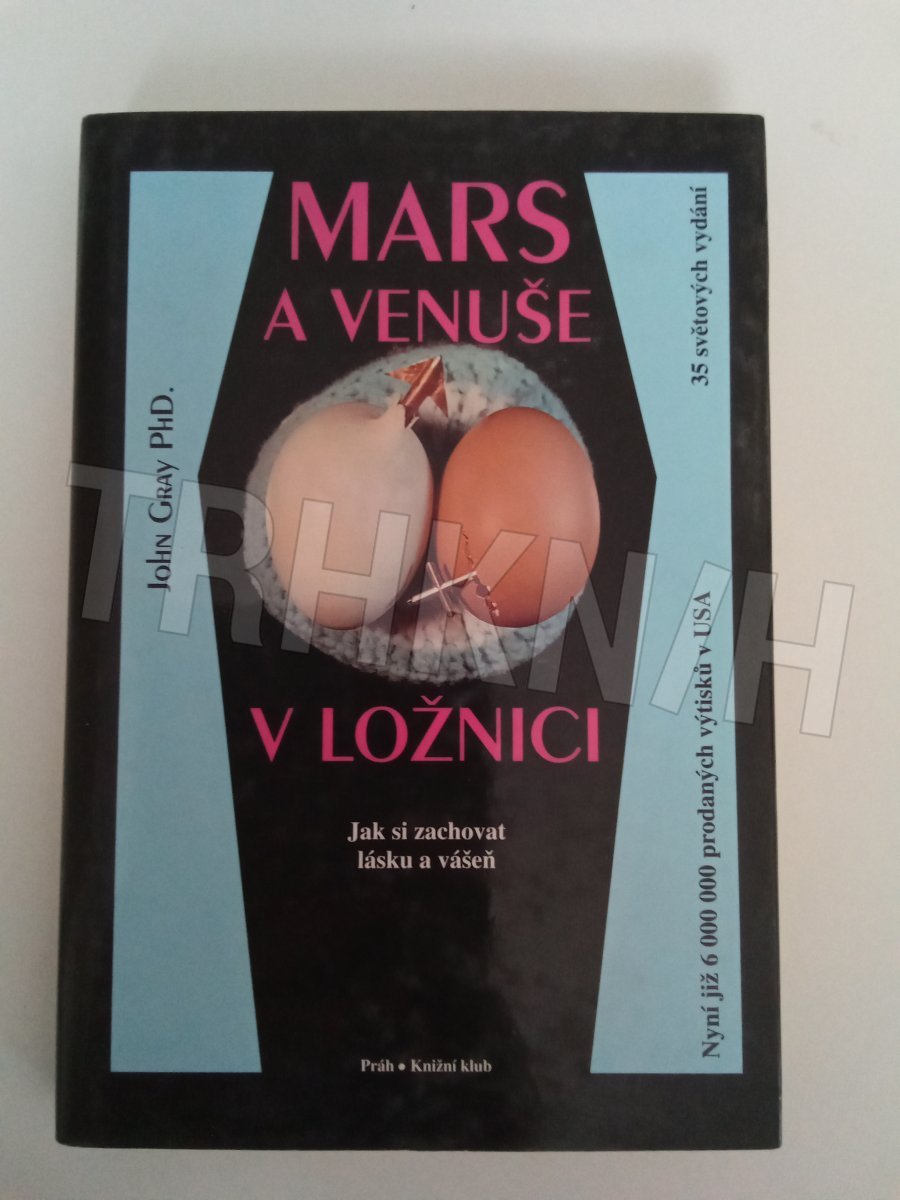 MARS
A VENUŠE
V LOŽNICI
JOHN GRAY PHD.
35 světových vydání
Nyní již 6 000 000 prodaných výtisků v USA
Jak si zachovat
lásku a vášeň
Práh • Knižní klub
TRHKNIH